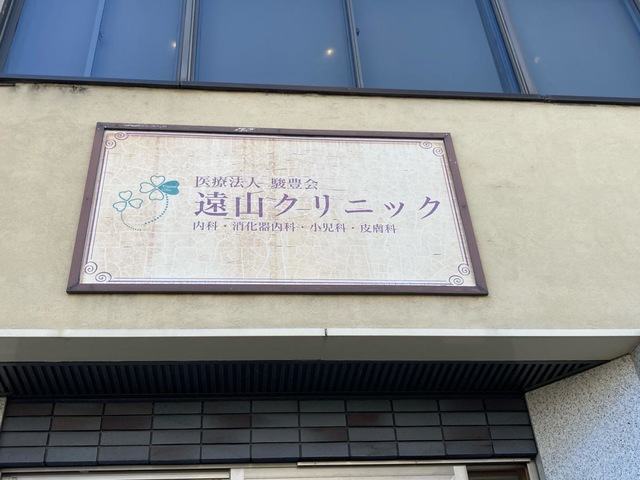 医療法人 駿豊会
遠山クリニック
内科・消化器内科・小児科・皮膚科